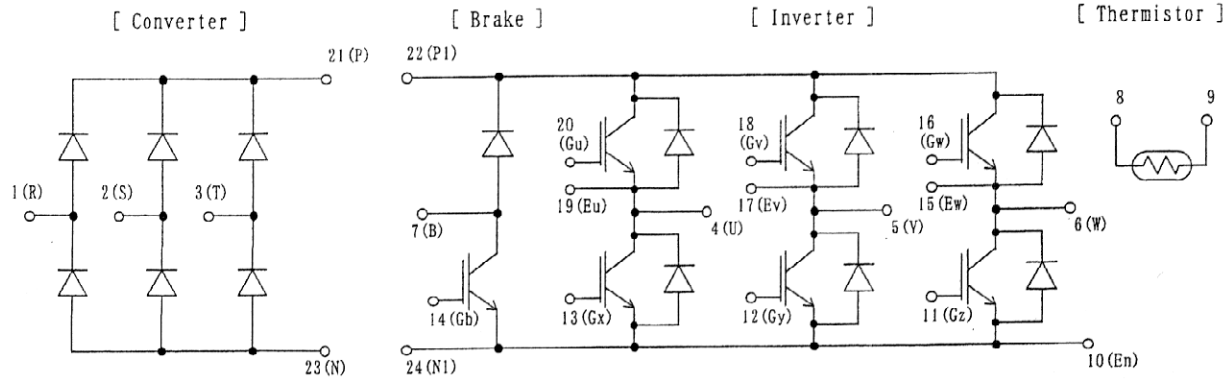 [ Converter ]
[ Brake ]
[ Inverter ]
[ Thermistor ]
21(P)
22(P1)
8
9
20
(Gu)
18
(Gv)
16
(Gw)
1(R)
2(S)
3(T)
19(Eu)
17(Ev)
15(Ew)
7(B)
4(U)
5(V)
6(W)
14(Gb)
13(Gx)
12(Gy)
11(Gz)
23(N)
24(N1)
10(En)